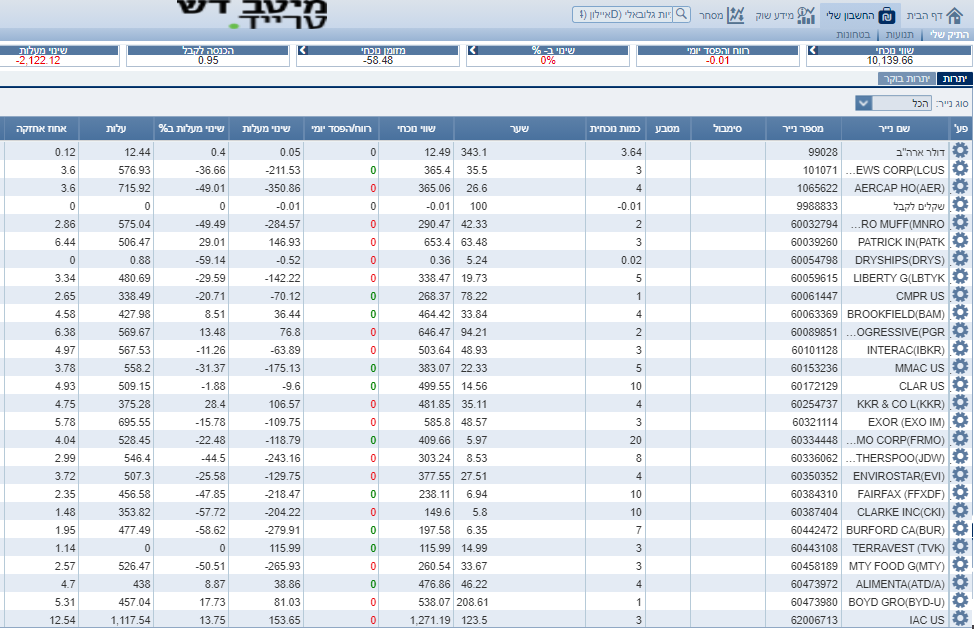 מיטב דש
טרייד.
דף הבית החשבון שלי מידע שוק מסחר יות גלובאלי (Dאיילון (4
התיק שלי | תנועות | בטחונות
שווי נוכחי רווח והפסד יומי שינוי ב- % מזומן נוכחי הכנסה לקבל שינוי מעלות
10,139.66 -0.01 0% -58.48 0.95 -2,122.12
יתרות יתרות בוקר
סוג נייר: הכל
פע' שם נייר מספר נייר סימבול מטבע כמות נוכחית שער שווי נוכחי רווח/הפסד יומי שינוי מעלות שינוי מעלות ב% עלות אחוז אחזקה
דולר ארה"ב 99028 3.64 343.1 12.49 0 0.05 0.4 12.44 0.12
...EWS CORP(LCUS 101071 3 35.5 365.4 0 -211.53 -36.66 576.93 3.6
AERCAP HO(AER) 1065622 4 26.6 365.06 0 -350.86 -49.01 715.92 3.6
שקלים לקבל 9988833 -0.01 100 -0.01 0 -0.01 0 0 0
...RO MUFF(MNRO 60032794 2 42.33 290.47 0 -284.57 -49.49 575.04 2.86
PATRICK IN(PATK 60039260 3 63.48 653.4 0 146.93 29.01 506.47 6.44
DRYSHIPS(DRYS) 60054798 0.02 5.24 0.36 0 -0.52 -59.14 0.88 0
LIBERTY G(LBTYK 60059615 5 19.73 338.47 0 -142.22 -29.59 480.69 3.34
CMPR US 60061447 1 78.22 268.37 0 -70.12 -20.71 338.49 2.65
BROOKFIELD(BAM) 60063369 4 33.84 464.42 0 36.44 8.51 427.98 4.58
...OGRESSIVE(PGR 60089851 2 94.21 646.47 0 76.8 13.48 569.67 6.38
INTERAC(IBKR) 60101128 3 48.93 503.64 0 -63.89 -11.26 567.53 4.97
MMAC US 60153236 5 22.33 383.07 0 -175.13 -31.37 558.2 3.78
CLAR US 60172129 10 14.56 499.55 0 -9.6 -1.88 509.15 4.93
KKR & CO L(KKR) 60254737 4 35.11 481.85 0 106.57 28.4 375.28 4.75
EXOR (EXO IM) 60321114 3 48.57 585.8 0 -109.75 -15.78 695.55 5.78
...MO CORP(FRMO) 60334448 20 5.97 409.66 0 -118.79 -22.48 528.45 4.04
...THERSPOO(JDW) 60336062 8 8.53 303.24 0 -243.16 -44.5 546.4 2.99
ENVIROSTAR(EVI) 60350352 4 27.51 377.55 0 -129.75 -25.58 507.3 3.72
FAIRFAX (FFXDF) 60384310 10 6.94 238.11 0 -218.47 -47.85 456.58 2.35
CLARKE INC(CKI) 60387404 10 5.8 149.6 0 -204.22 -57.72 353.82 1.48
BURFORD CA(BUR) 60442472 7 6.35 197.58 0 -279.91 -58.62 477.49 1.95
TERRAVEST (TVK) 60443108 3 14.99 115.99 0 115.99 0 0 1.14
MTY FOOD G(MTY) 60458189 3 33.67 260.54 0 -265.93 -50.51 526.47 2.57
ALIMENTA(ATD/A) 60473972 4 46.22 476.86 0 38.86 8.87 438 4.7
BOYD GRO(BYD-U) 60473980 1 208.61 538.07 0 81.03 17.73 457.04 5.31
IAC US 62006713 3 123.5 1,271.19 0 153.65 13.75 1,117.54 12.54